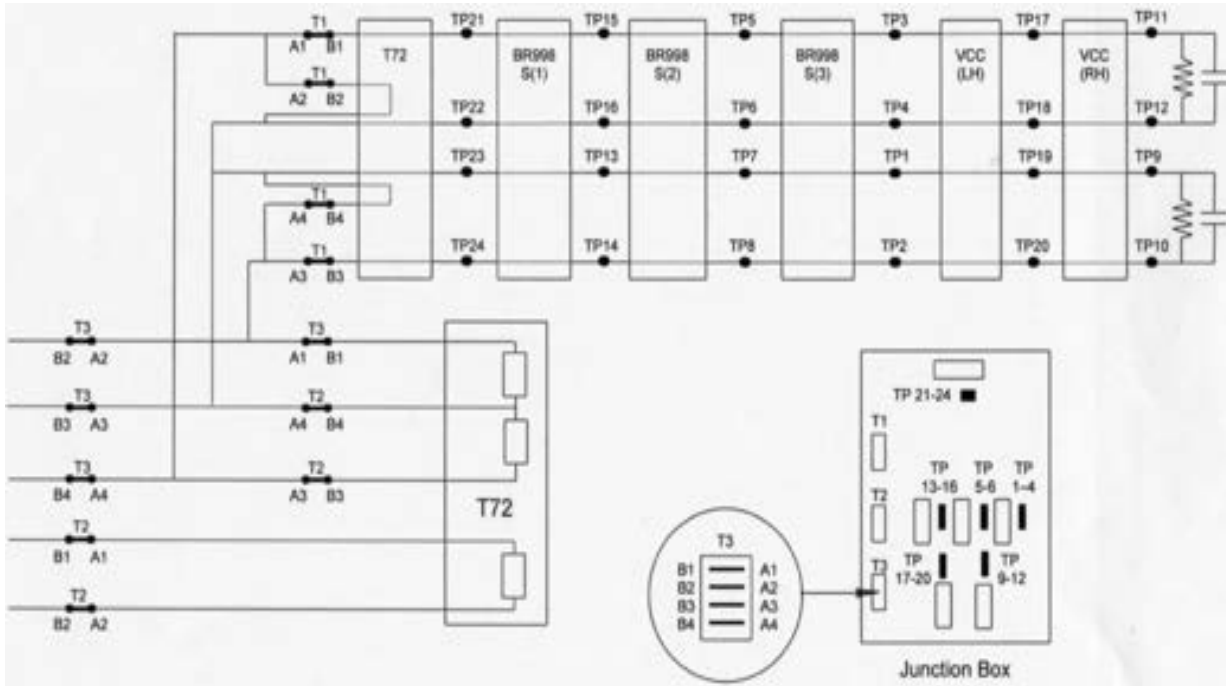 T1 TP21 TP15 TP5 TP3 TP17 TP11
A1 B1 T72 BR998 BR998 BR998 VCC VCC
S(1) S(2) S(3) (LH) (RH)
T1
A2 B2
TP22 TP16 TP6 TP4 TP18 TP12
TP23 TP13 TP7 TP1 TP19 TP9
T1
A4 B4
T1 TP24 TP14 TP8 TP2 TP20 TP10
A3 B3
T3 T3
B2 A2 A1 B1
T3 T2
B3 A3 A4 B4
T3 T2
B4 A4 A3 B3
T2
B1 A1
T2
B2 A2
T72
TP 21-24
T1
TP TP TP
13-16 5-6 1-4
T2
T3
TP TP
17-20 9-12
T3
B1 A1
B2 A2
B3 A3
B4 A4
Junction Box